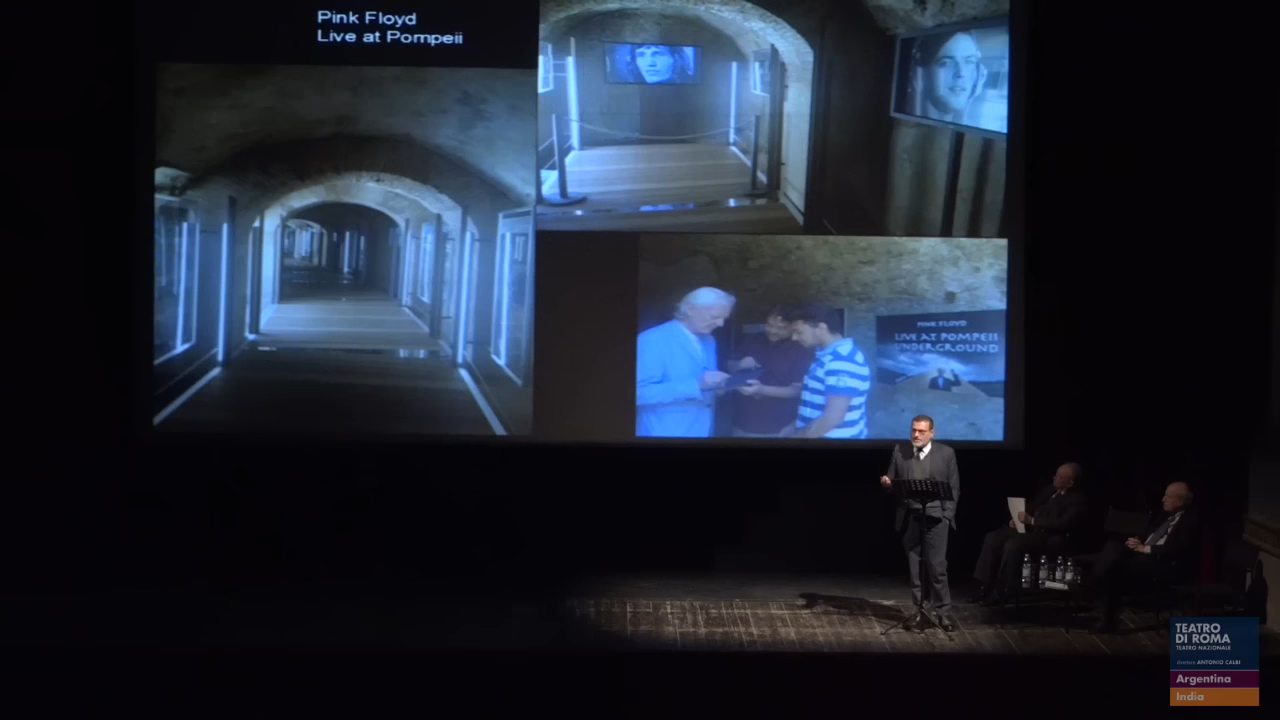 Pink Floyd
Live at Pompeii
PINK FLOYD
LIVE AT POMPEII
UNDERGROUND
TEATRO
DI ROMA
TEATRO NAZIONALE
direttore ANTONIO CALBI
Argentina
India